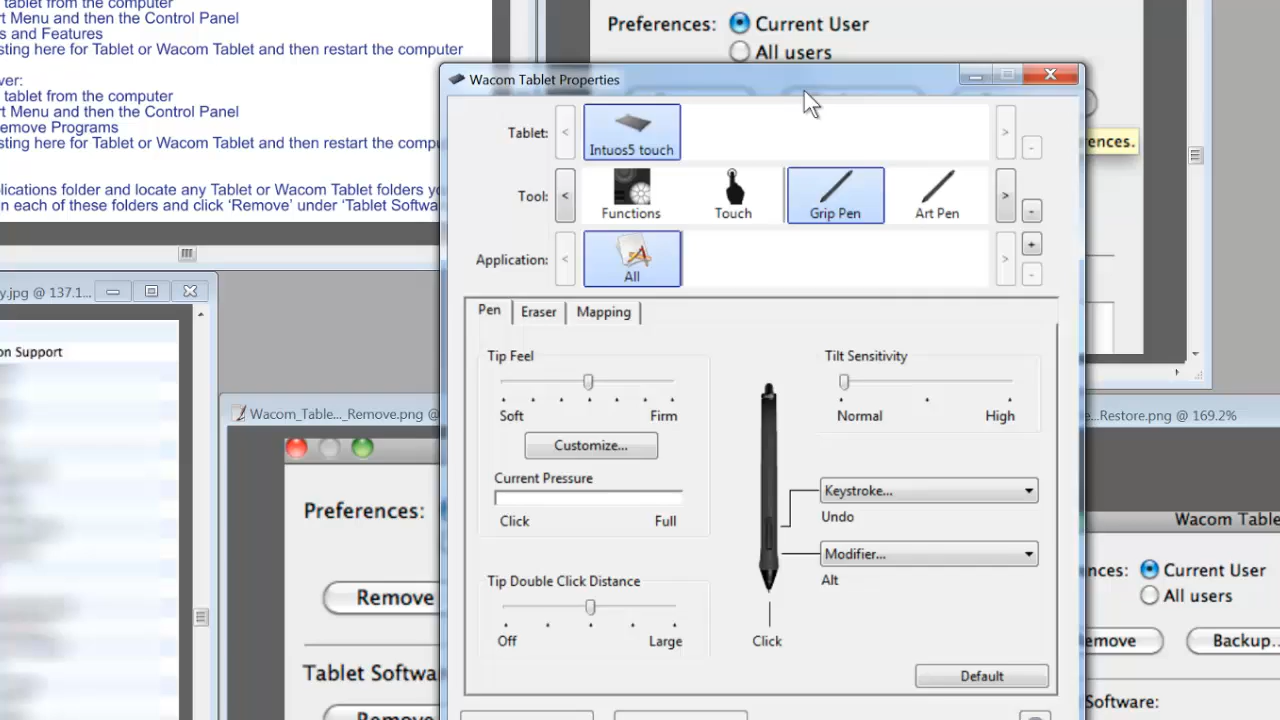 tablet from the computer
rt Menu and then the Control Panel
s and Features
sting here for Tablet or Wacom Tablet and then restart the computer
ver:
tablet from the computer
rt Menu and then the Control Panel
emove Programs
sting here for Tablet or Wacom Tablet and then restart the compu
plications folder and locate any Tablet or Wacom Tablet folders yo
en each of these folders and click ‘Remove’ under ‘Tablet Softwa
Preferences: Current User
All users
ences.
Wacom Tablet Properties
Tablet: < Intuos5 touch > -
Tool: < Functions Touch Grip Pen Art Pen > -
Application: < All > + -
Pen Eraser Mapping
Tip Feel
Soft Firm
Customize...
Current Pressure
Click Full
Tip Double Click Distance
Off Large
Tilt Sensitivity
Normal High
Keystroke...
Undo
Modifier...
Alt
Click
Default
y.jpg @ 137.1...
on Support
Wacom_Table..._Remove.png @
Preferences:
Remove
Tablet Softwa
Remove
...Restore.png @ 169.2%
Wacom Table
nces: Current User
All users
emove Backup...
Software: